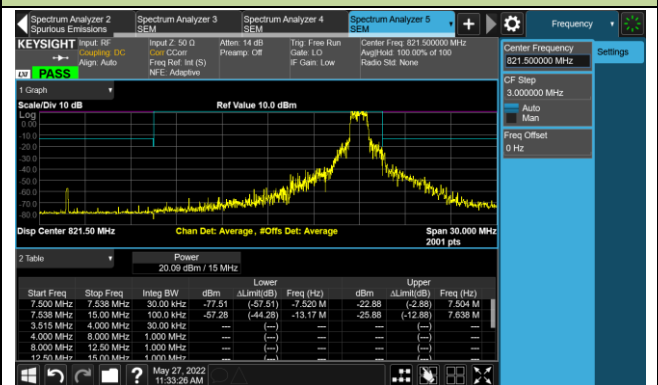 Spectrum Analyzer 2
Spurious Emissions
Spectrum Analyzer 3
SEM
Spectrum Analyzer 4
SEM
Spectrum Analyzer 5
SEM
Frequency
KEYSIGHT
Input: RF
Coupling: DC
Align: Auto
Input Z: 50 Ω
Corr CCorr
Freq Ref: Int (S)
NFE: Adaptive
Atten: 14 dB
Preamp: Off
Trig: Free Run
Gate: LO
IF Gain: Low
Center Freq: 821.500000 MHz
Avg|Hold: 100.00% of 100
Radio Std: None
LXI PASS
Center Frequency
821.500000 MHz
Settings
CF Step
3.000000 MHz
Auto
Man
Freq Offset
0 Hz
1 Graph
Scale/Div 10 dB
Ref Value 10.0 dBm
Log
0.00
-10.0
-20.0
-30.0
-40.0
-50.0
-60.0
-70.0
-80.0
Disp Center 821.50 MHz
Chan Det: Average , #Offs Det: Average
Span 30.000 MHz
2001 pts
2 Table
Power
20.09 dBm / 15 MHz
Lower Upper
Start Freq Stop Freq Integ BW dBm ΔLimit(dB) Freq (Hz) dBm ΔLimit(dB) Freq (Hz)
7.500 MHz 7.538 MHz 30.00 kHz -77.51 (-57.51) -7.520 M -22.88 (-2.88) 7.504 M
7.538 MHz 15.00 MHz 100.0 kHz -57.28 (-44.28) -13.17 M -25.88 (-12.88) 7.638 M
3.515 MHz 4.000 MHz 30.00 kHz --- (---) --- --- (---) ---
4.000 MHz 8.000 MHz 1.000 MHz --- (---) --- --- (---) ---
8.000 MHz 12.50 MHz 1.000 MHz --- (---) --- --- (---) ---
12.50 MHz 15.00 MHz 1.000 MHz --- (---) --- --- (---) ---
May 27, 2022
11:33:26 AM